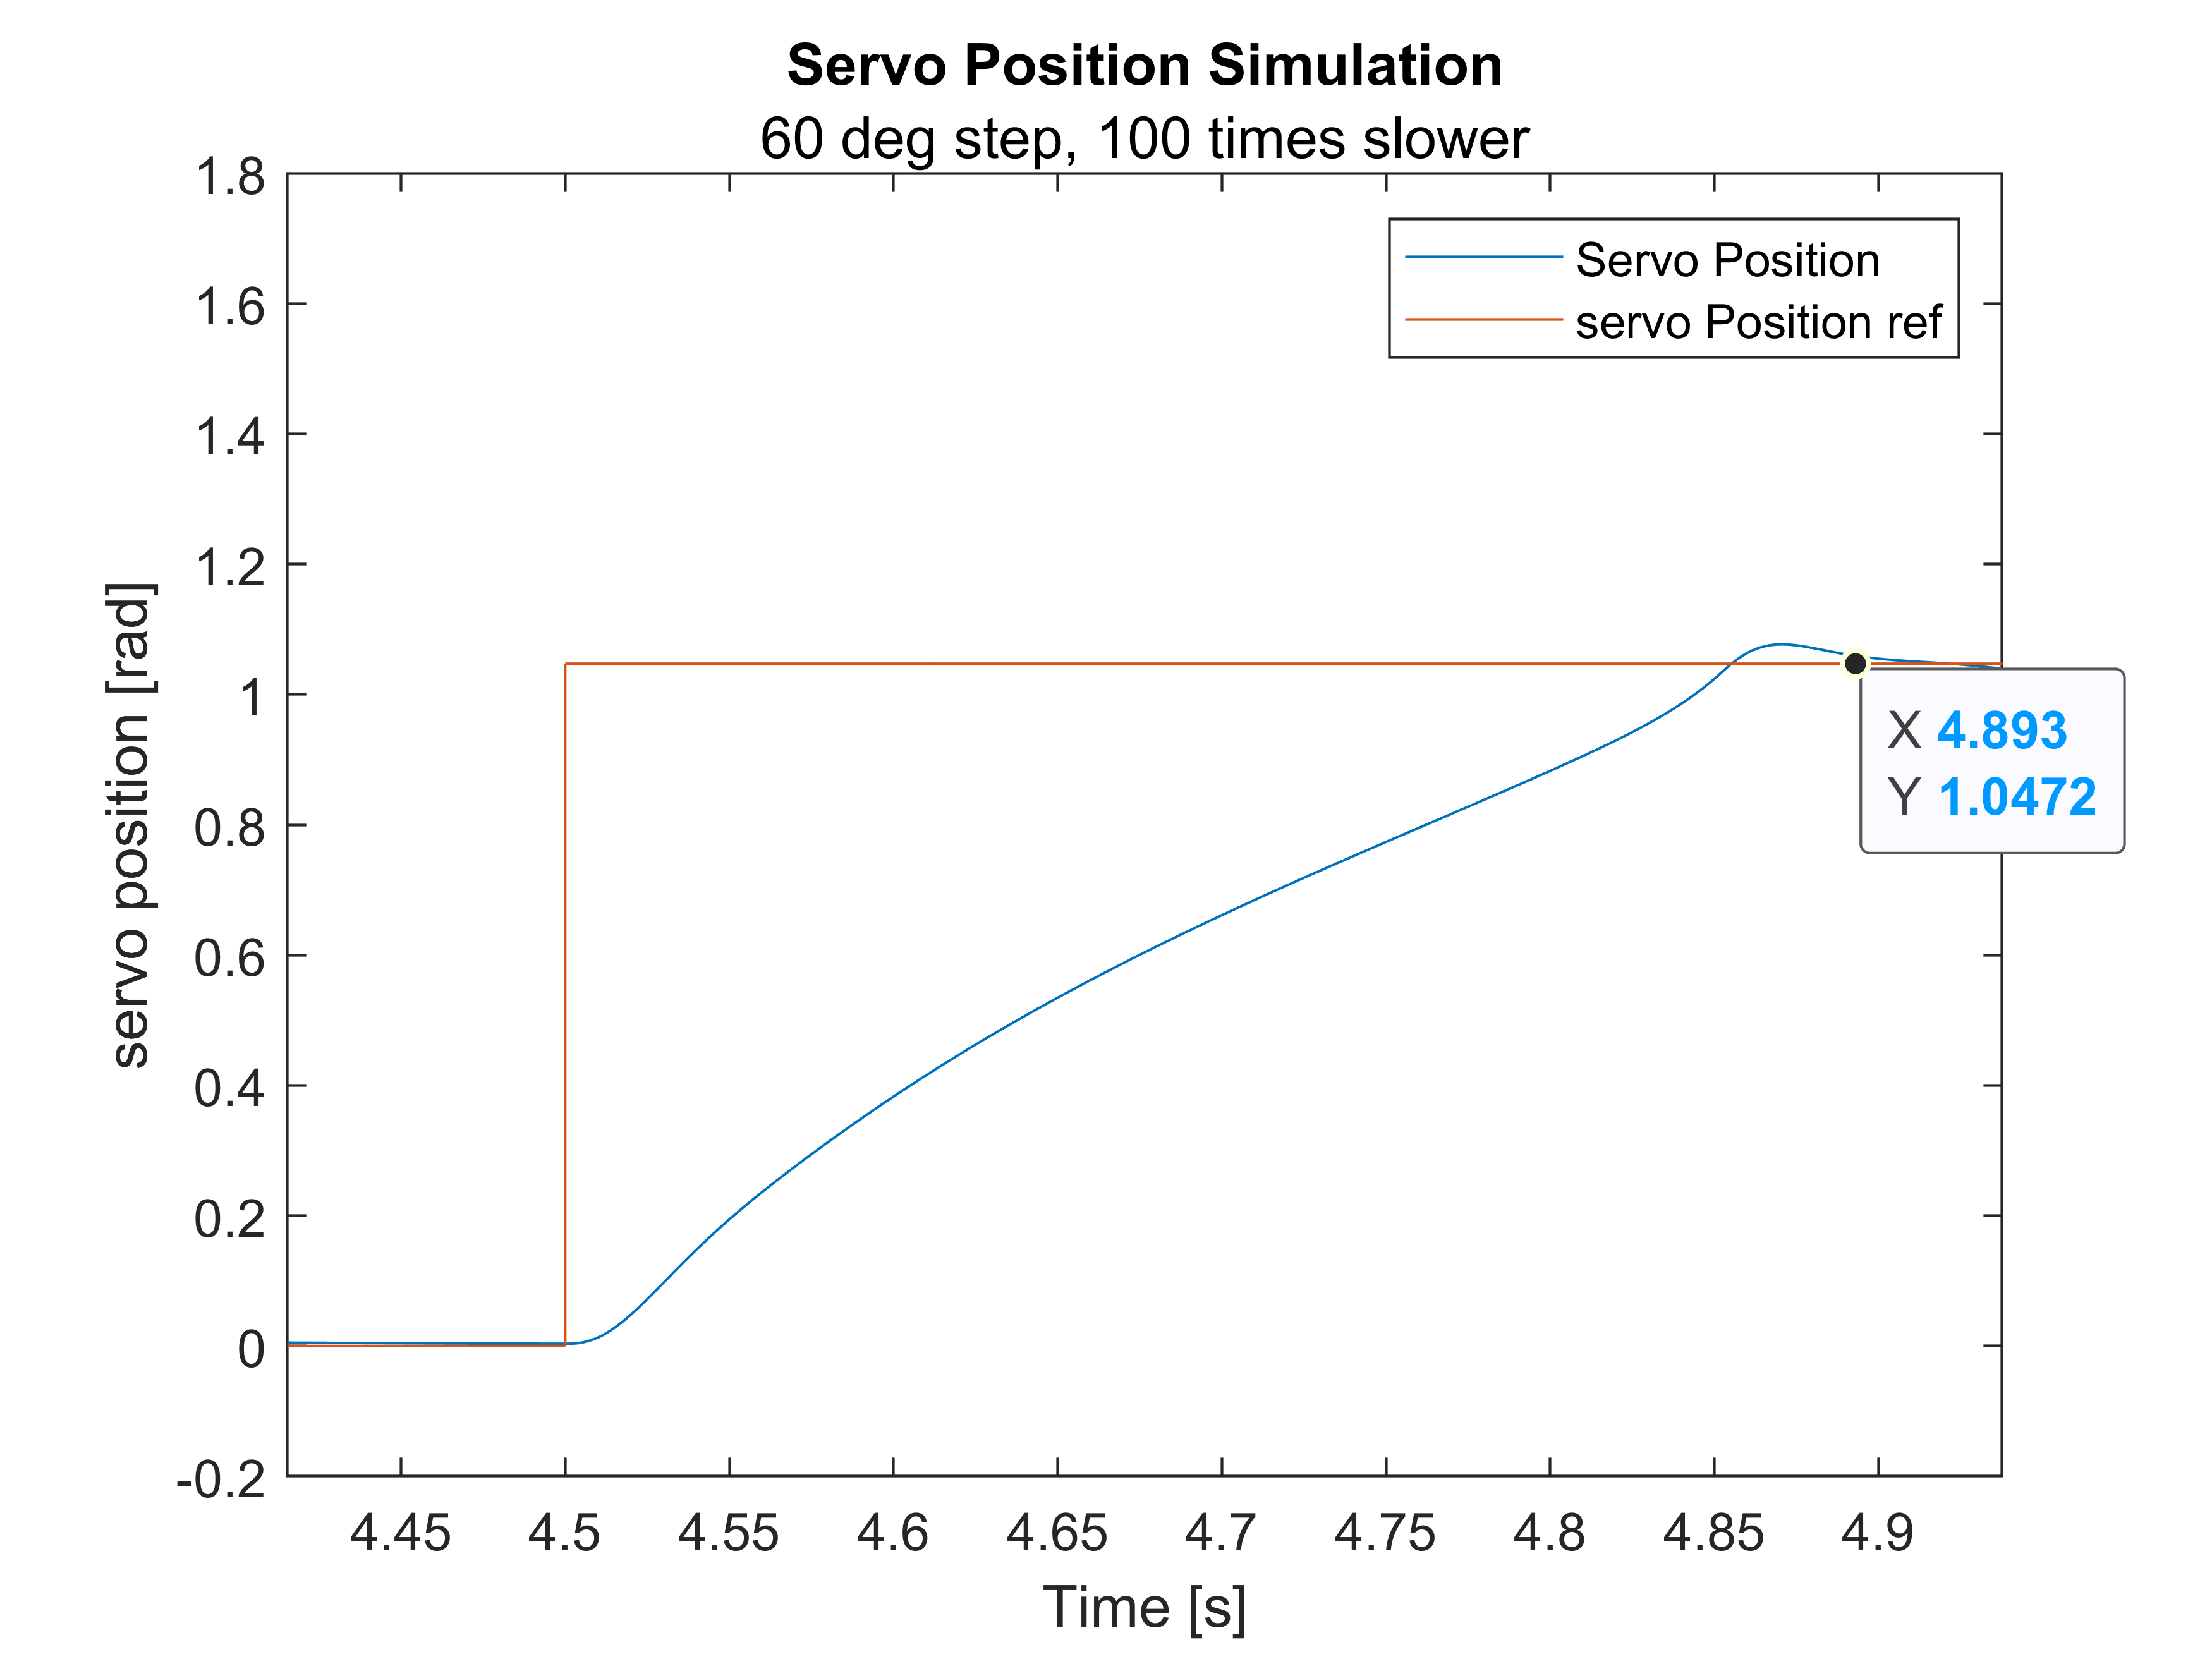 Servo Position Simulation
60 deg step, 100 times slower
1.8
1.6
1.4
1.2
1
0.8
0.6
0.4
0.2
0
-0.2
servo position [rad]
Servo Position
servo Position ref
X 4.893
Y 1.0472
4.45 4.5 4.55 4.6 4.65 4.7 4.75 4.8 4.85 4.9
Time [s]